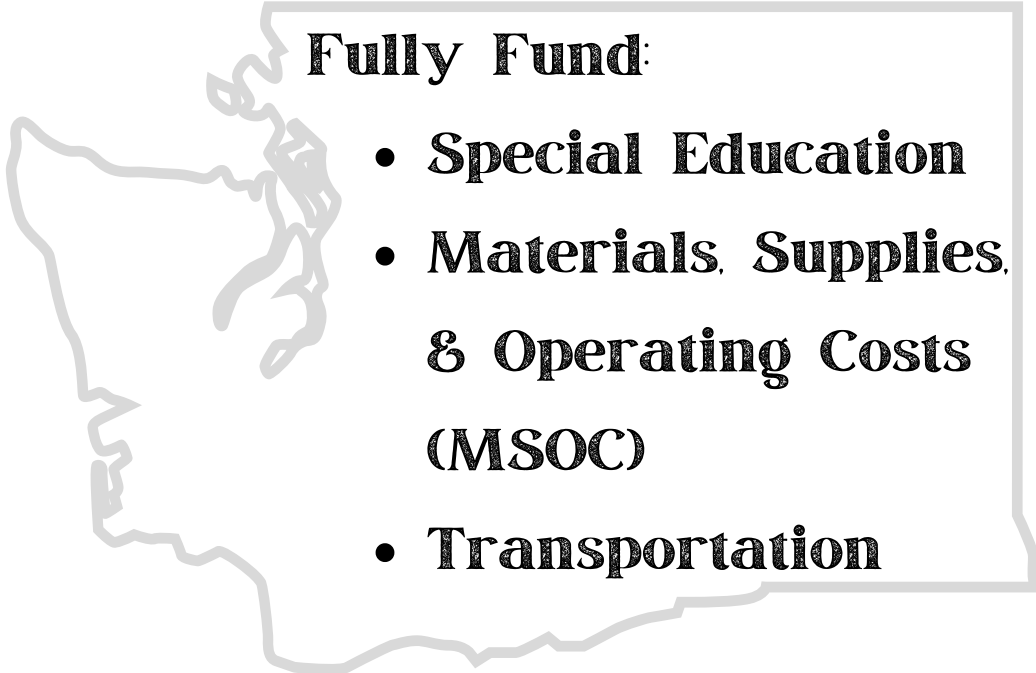 Fully Fund:
• Special Education
• Materials, Supplies,
& Operating Costs
(MSOC)
• Transportation